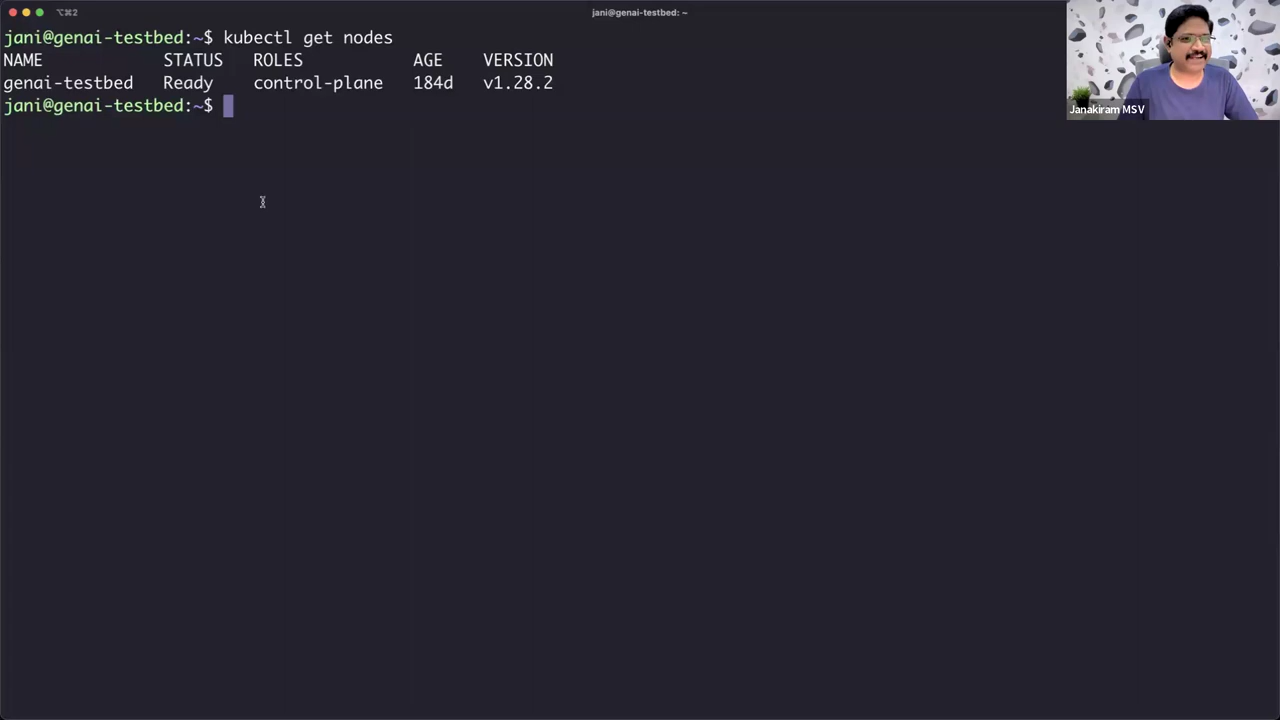 ⌥⌘2
jani@genai-testbed: ~
jani@genai-testbed:~$ kubectl get nodes
NAME STATUS ROLES AGE VERSION
genai-testbed Ready control-plane 184d v1.28.2
jani@genai-testbed:~$
Janakiram MSV